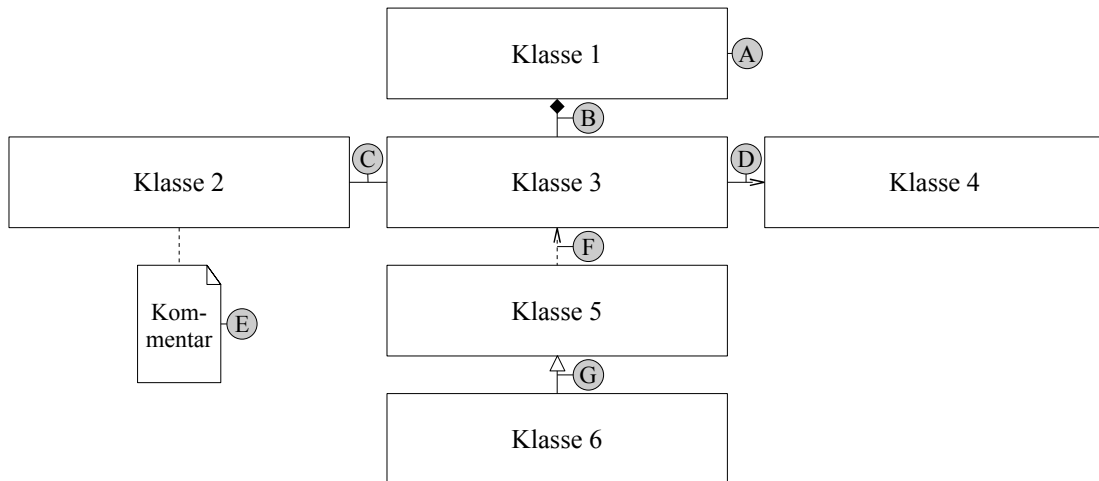 Klasse 1
A
B
Klasse 2
C
Klasse 3
D
Klasse 4
F
Kom-
mentar
E
Klasse 5
G
Klasse 6